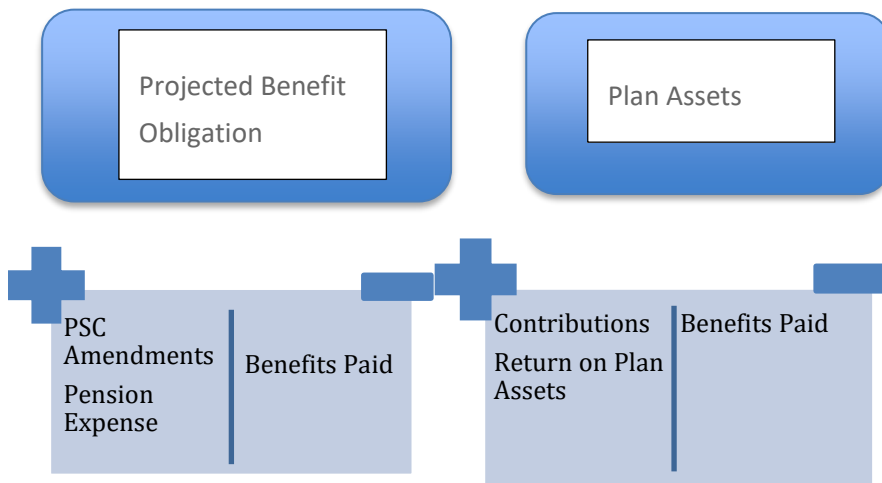 Projected Benefit
Obligation
Plan Assets
PSC
Amendments
Pension
Expense
Benefits Paid
Contributions
Return on Plan
Assets
Benefits Paid